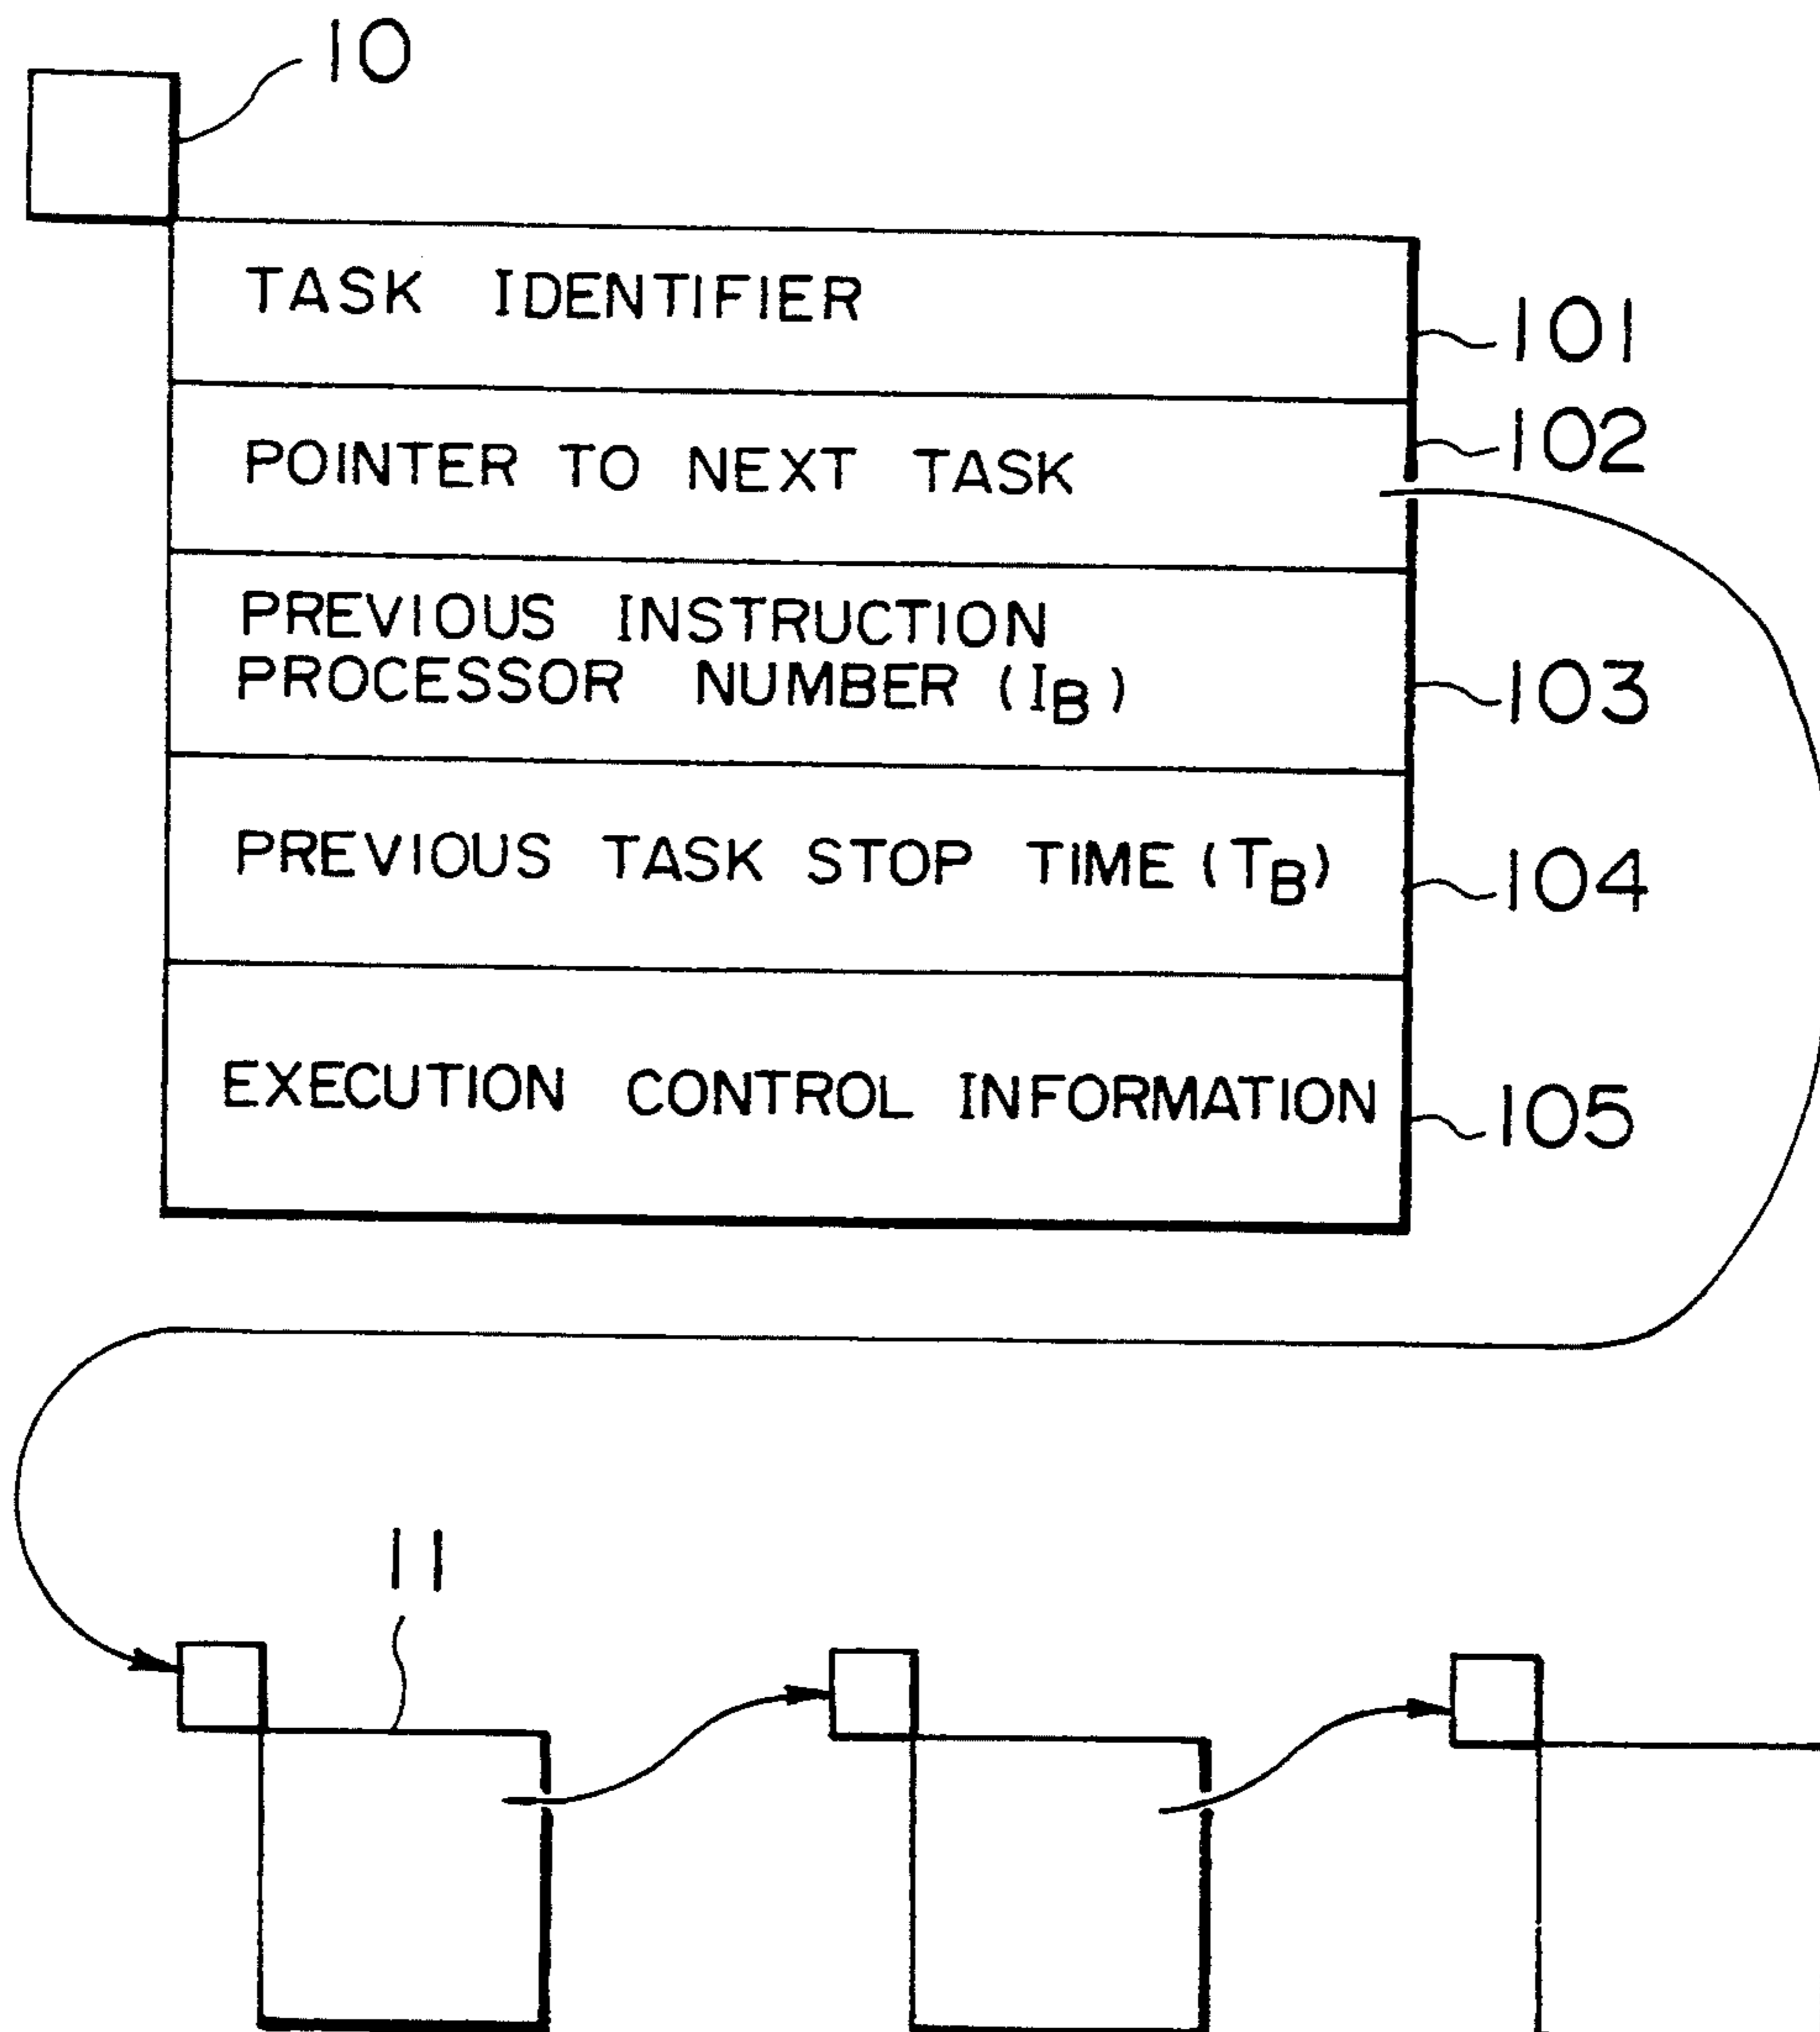 10
TASK IDENTIFIER
101
POINTER TO NEXT TASK
102
PREVIOUS INSTRUCTION
PROCESSOR NUMBER (IB)
103
PREVIOUS TASK STOP TIME (TB)
104
EXECUTION CONTROL INFORMATION
105
11